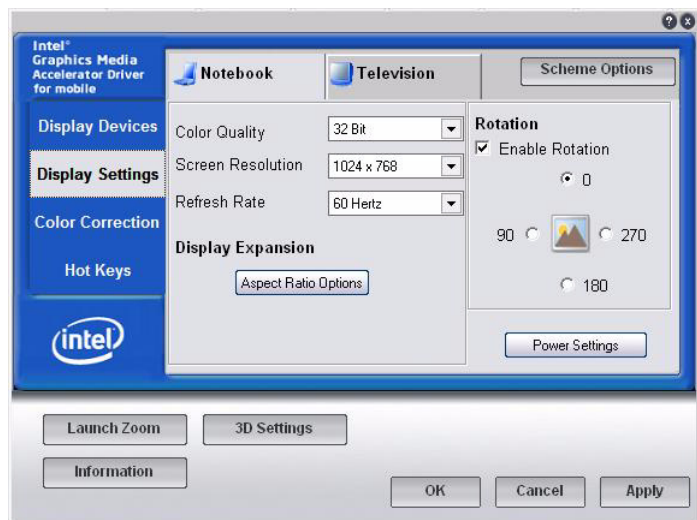 Intel®
Graphics Media
Accelerator Driver
for mobile
Notebook
Television
Scheme Options
Display Devices
Display Settings
Color Correction
Hot Keys
intel
Color Quality
32 Bit
Screen Resolution
1024 x 768
Refresh Rate
60 Hertz
Display Expansion
Aspect Ratio Options
Rotation
Enable Rotation
0
90
270
180
Power Settings
Launch Zoom
3D Settings
Information
OK
Cancel
Apply